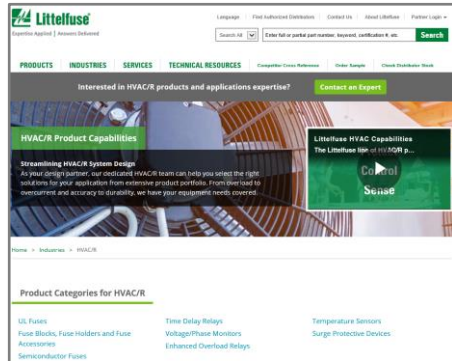 Littelfuse®
Expertise Applied | Answers Delivered
Language | Find Authorized Distributors | Contact Us | About Littelfuse | Partner Login
Search All Enter full or partial part number, keyword, certification #, etc. Search
PRODUCTS INDUSTRIES SERVICES TECHNICAL RESOURCES Competitor Cross Reference Order Sample Check Distributor Stock
Interested in HVAC/R products and applications expertise? Contact an Expert
HVAC/R Product Capabilities
Streamlining HVAC/R System Design
As your design partner, our dedicated HVAC/R team can help you select the right
solutions for your application from extensive product portfolio. From overload to
overcurrent and accuracy to durability, we have your equipment needs covered.
Littelfuse HVAC Capabilities
The Littelfuse line of HVAC/R p...
Control
Sense
Home > Industries > HVAC/R
Product Categories for HVAC/R
UL Fuses
Fuse Blocks, Fuse Holders and Fuse
Accessories
Semiconductor Fuses
Time Delay Relays
Voltage/Phase Monitors
Enhanced Overload Relays
Temperature Sensors
Surge Protective Devices